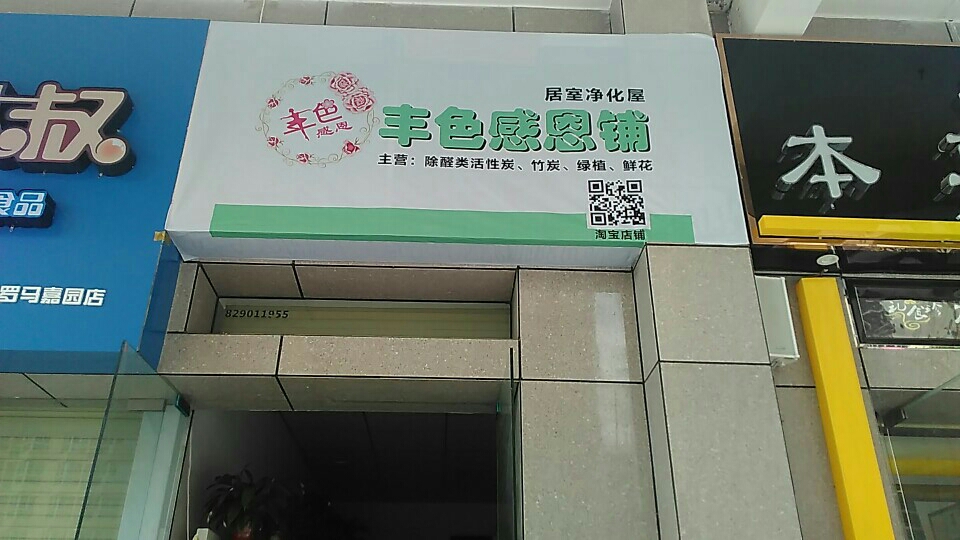 叔
食品
罗马嘉园店
丰色
感恩
居室净化屋
丰色感恩铺
主营：除醛类活性炭、竹炭、绿植、鲜花
淘宝店铺
829011955
本